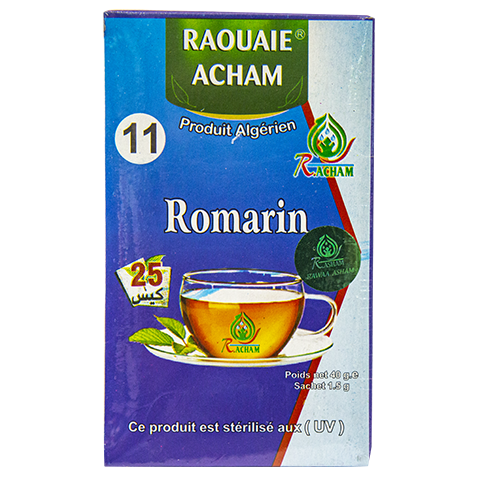 RAOUAIE®
ACHAM
Produit Algérien
11
R.ACHAM
Romarin
R.ASHAM
25
كيس
R.ACHAM
Poids net 40 g.e
Sachet 1.5 g
Ce produit est stérilisé aux ( UV )